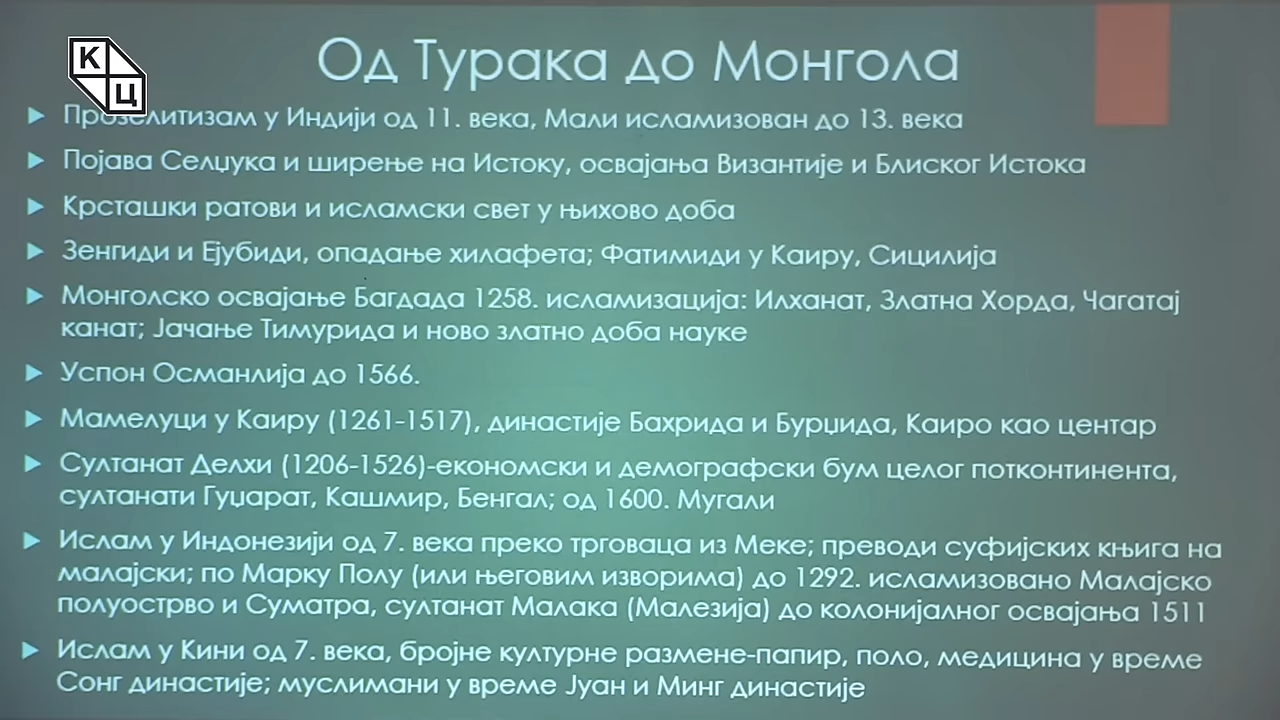 К
Ц
Од Турака до Монгола
Прозелитизам у Индији од 11. века, Мали исламизован до 13. века
Појава Селџука и ширење на Истоку, освајања Византије и Блиског Истока
Крсташки ратови и исламски свет у њихово доба
Зенгиди и Ејубиди, опадање хилафета; Фатимиди у Каиру, Сицилија
Монголско освајање Багдада 1258. исламизација: Илханат, Златна Хорда, Чагатај
канат; Јачање Тимурида и ново златно доба науке
Успон Османлија до 1566.
Мамелуци у Каиру (1261-1517), династије Бахрида и Бурџида, Каиро као центар
Султанат Делхи (1206-1526)-економски и демографски бум целог потконтинента,
султанати Гуџарат, Кашмир, Бенгал; од 1600. Мугали
Ислам у Индонезији од 7. века преко трговаца из Меке; преводи суфијских књига на
малајски; по Марку Полу (или његовим изворима) до 1292. исламизовано Малајско
полуострво и Суматра, султанат Малака (Малезија) до колонијалног освајања 1511
Ислам у Кини од 7. века, бројне културне размене-папир, поло, медицина у време
Сонг династије; муслимани у време Јуан и Минг династије